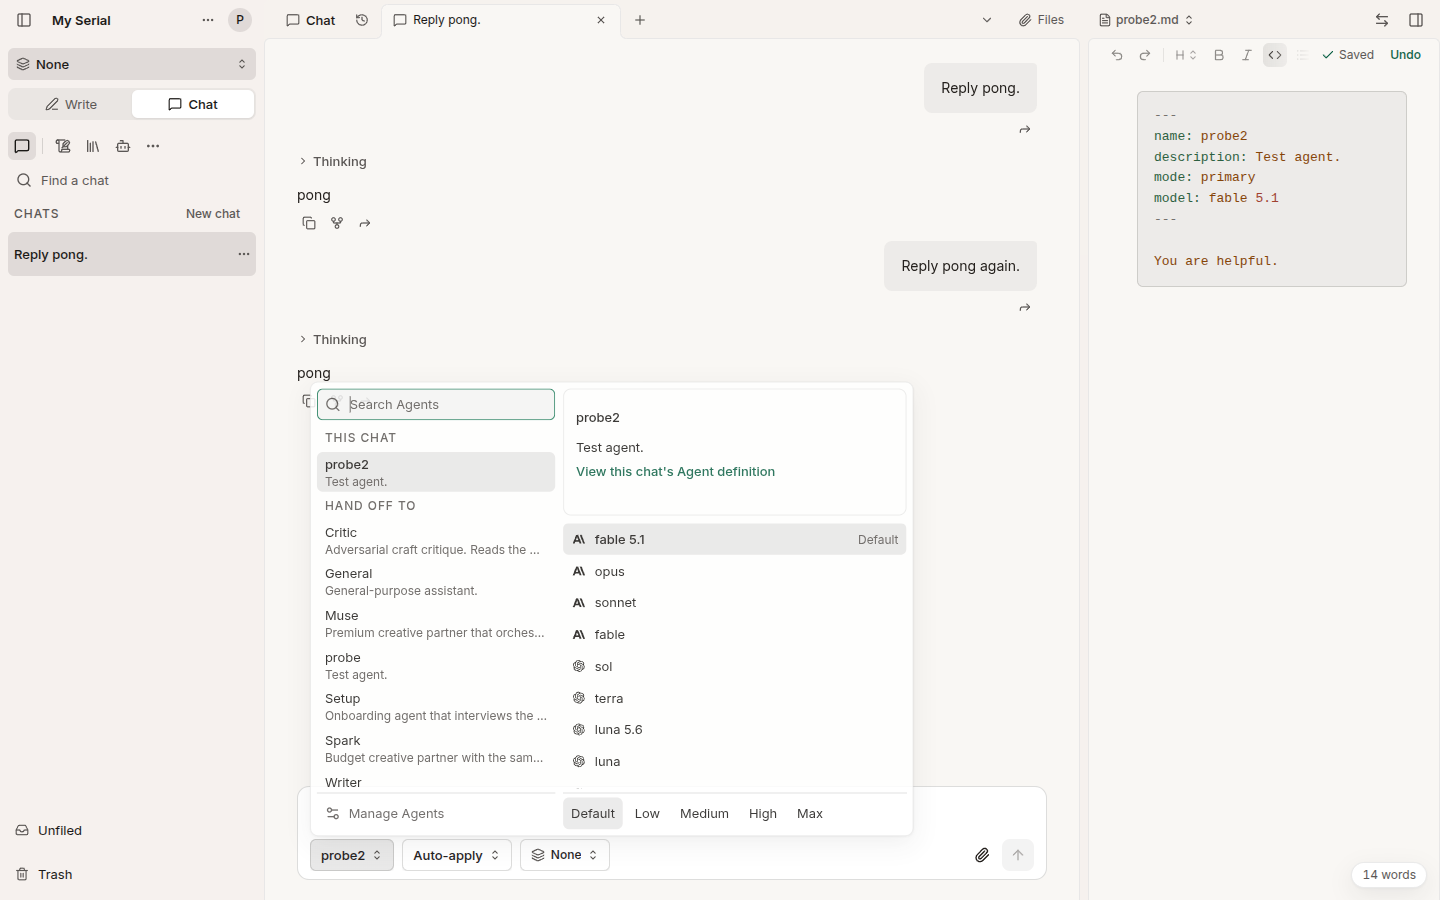 My Serial
P
None
Write
Chat
Find a chat
CHATS
New chat
Reply pong.
Unfiled
Trash
Chat
Reply pong.
Files
Reply pong.
Thinking
pong
Reply pong again.
Thinking
pong
Search Agents
THIS CHAT
probe2
Test agent.
HAND OFF TO
Critic
Adversarial craft critique. Reads the ...
General
General-purpose assistant.
Muse
Premium creative partner that orches...
probe
Test agent.
Setup
Onboarding agent that interviews the ...
Spark
Budget creative partner with the sam...
Writer
Manage Agents
probe2
Test agent.
View this chat's Agent definition
fable 5.1 Default
opus
sonnet
fable
sol
terra
luna 5.6
luna
Default Low Medium High Max
probe2
Auto-apply
None
probe2.md
H B I Saved Undo
---
name: probe2
description: Test agent.
mode: primary
model: fable 5.1
---
You are helpful.
14 words